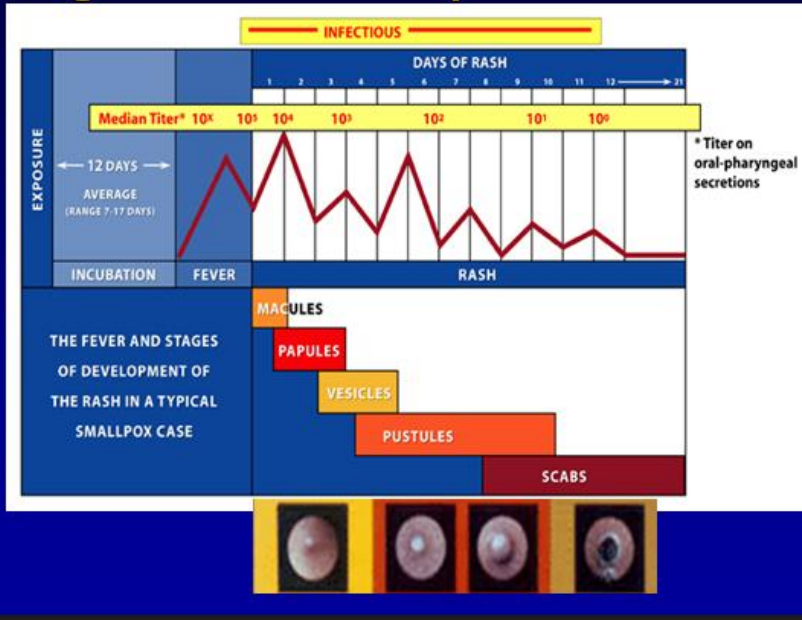 INFECTIOUS
DAYS OF RASH
1 2 3 4 5 6 7 8 9 10 11 12 21
Median Titer* 10ˣ 10⁵ 10⁴ 10³ 10² 10¹ 10⁰
* Titer on
oral-pharyngeal
secretions
EXPOSURE
12 DAYS
AVERAGE
(RANGE 7-17 DAYS)
INCUBATION FEVER RASH
MACULES
PAPULES
VESICLES
PUSTULES
SCABS
THE FEVER AND STAGES
OF DEVELOPMENT OF
THE RASH IN A TYPICAL
SMALLPOX CASE